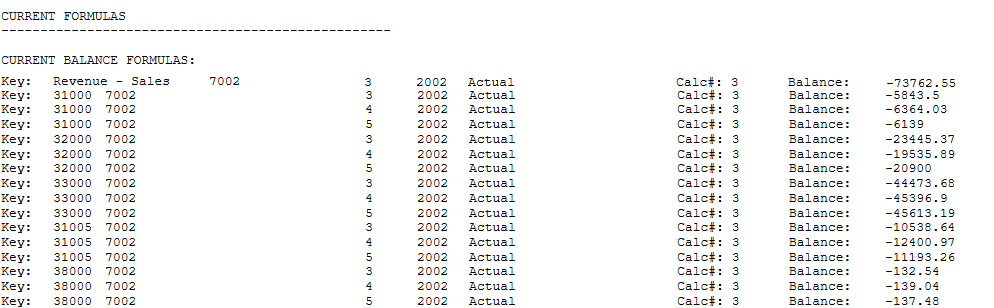 CURRENT FORMULAS
--------------------------------------------------
CURRENT BALANCE FORMULAS:
Key: Revenue - Sales 7002 3 2002 Actual Calc#: 3 Balance: -73762.55
Key: 31000 7002 3 2002 Actual Calc#: 3 Balance: -5843.5
Key: 31000 7002 4 2002 Actual Calc#: 3 Balance: -6364.03
Key: 31000 7002 5 2002 Actual Calc#: 3 Balance: -6139
Key: 32000 7002 3 2002 Actual Calc#: 3 Balance: -23445.37
Key: 32000 7002 4 2002 Actual Calc#: 3 Balance: -19535.89
Key: 32000 7002 5 2002 Actual Calc#: 3 Balance: -20900
Key: 33000 7002 3 2002 Actual Calc#: 3 Balance: -44473.68
Key: 33000 7002 4 2002 Actual Calc#: 3 Balance: -45396.9
Key: 33000 7002 5 2002 Actual Calc#: 3 Balance: -45613.19
Key: 31005 7002 3 2002 Actual Calc#: 3 Balance: -10538.64
Key: 31005 7002 4 2002 Actual Calc#: 3 Balance: -12400.97
Key: 31005 7002 5 2002 Actual Calc#: 3 Balance: -11193.26
Key: 38000 7002 3 2002 Actual Calc#: 3 Balance: -132.54
Key: 38000 7002 4 2002 Actual Calc#: 3 Balance: -139.04
Key: 38000 7002 5 2002 Actual Calc#: 3 Balance: -137.48